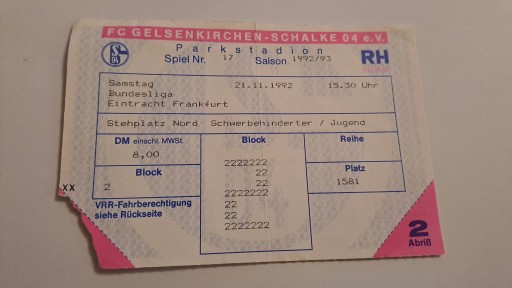 FC GELSENKIRCHEN-SCHALKE 04 e.V.
Parkstadion
Spiel Nr. 17 Saison 1992/93
RH
S 04
Samstag 21.11.1992 15.30 Uhr
Bundesliga
Eintracht Frankfurt
Stehplatz Nord Schwerbehinderter / Jugend
DM einschl. MWSt. Block Reihe
8,00
Block Platz
2 1581
2222222
22
22
2222222
22
22
2222222
XX
VRR-Fahrberechtigung
siehe Rückseite
2
Abriß